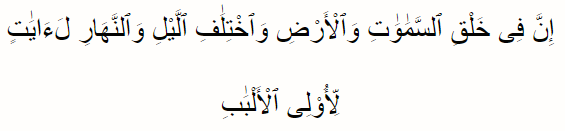 إِنَّ فِى خَلْقِ ٱلسَّمَٰوَٰتِ وَٱلْأَرْضِ وَٱخْتِلَٰفِ ٱلَّيْلِ وَٱلنَّهَارِ لَءَايَٰتٍ
لِّأُو۟لِى ٱلْأَلْبَٰبِ